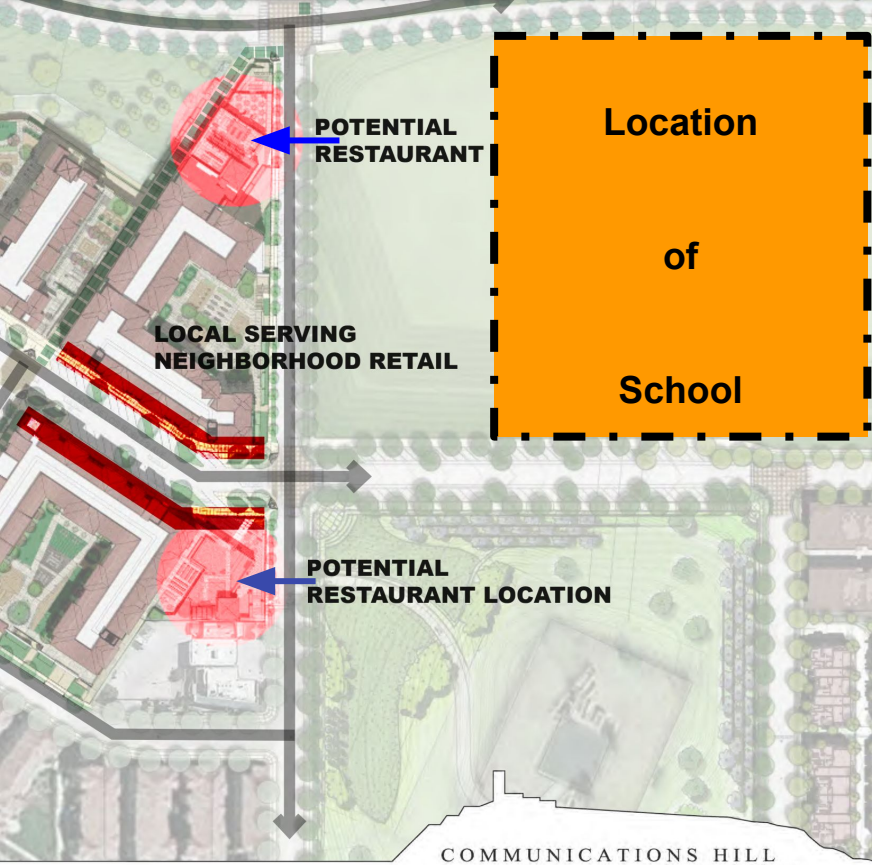 POTENTIAL
RESTAURANT
Location
of
School
LOCAL SERVING
NEIGHBORHOOD RETAIL
POTENTIAL
RESTAURANT LOCATION
COMMUNICATIONS HILL